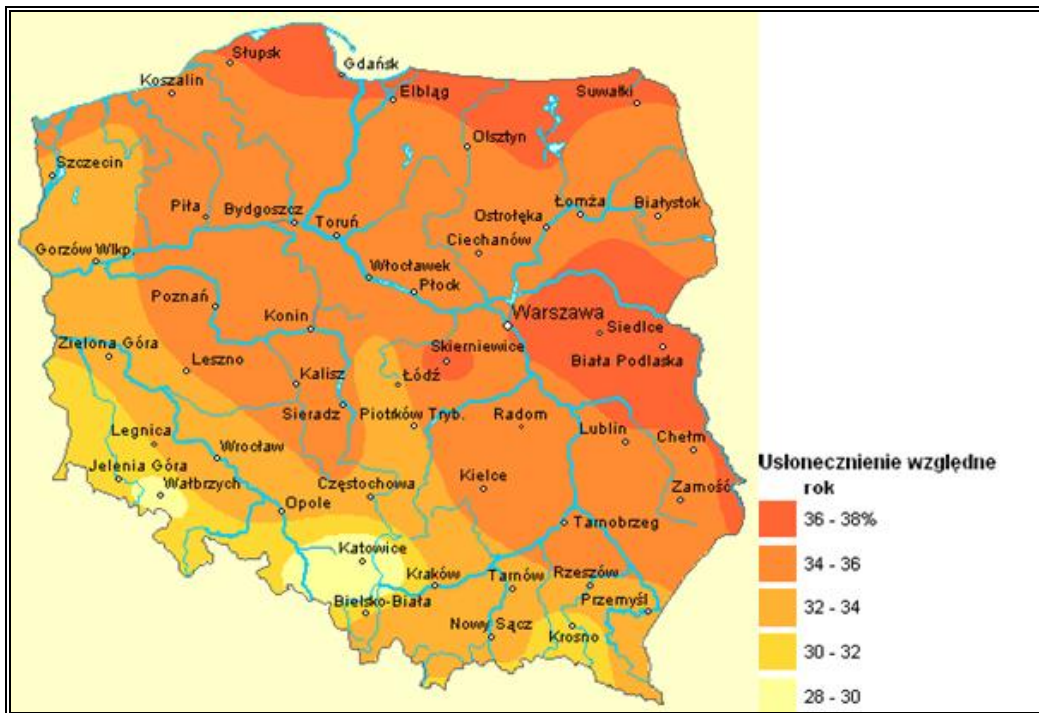 Słupsk
Gdańsk
Koszalin
Elbląg
Suwałki
Olsztyn
Szczecin
Piła
Bydgoszcz
Toruń
Ostrołęka
Łomża
Białystok
Ciechanów
Gorzów Wlkp.
Włocławek
Płock
Poznań
Konin
Warszawa
Siedlce
Skierniewice
Biała Podlaska
Zielona Góra
Leszno
Kalisz
Łódź
Sieradz
Piotrków Tryb.
Radom
Lublin
Chełm
Legnica
Wrocław
Jelenia Góra
Wałbrzych
Opole
Częstochowa
Kielce
Zamość
Tarnobrzeg
Katowice
Kraków
Tarnów
Rzeszów
Przemyśl
Bielsko-Biała
Nowy Sącz
Krosno
Usłonecznienie względne
rok
36 - 38%
34 - 36
32 - 34
30 - 32
28 - 30